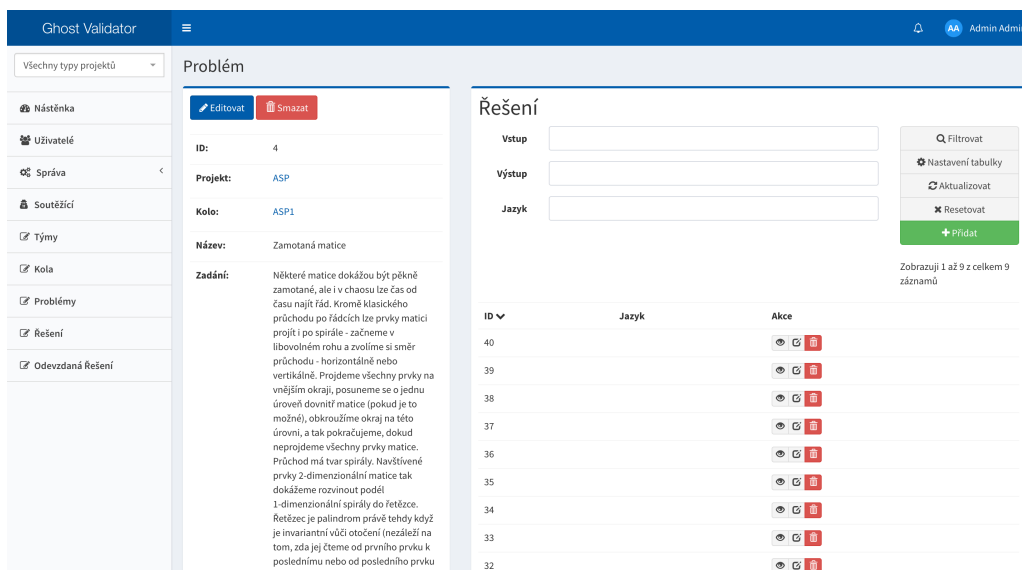 Ghost Validator
AA Admin Admi
Všechny typy projektů
Nástěnka
Uživatelé
Správa
Soutěžící
Týmy
Kola
Problémy
Řešení
Odevzdaná Řešení
Problém
Editovat
Smazat
ID: 4
Projekt: ASP
Kolo: ASP1
Název: Zamotaná matice
Zadání: Některé matice dokážou být pěkně
zamotané, ale i v chaosu lze čas od
času najít řád. Kromě klasického
průchodu po řádcích lze prvky matici
projít i po spirále - začneme v
libovolném rohu a zvolíme si směr
průchodu - horizontálně nebo
vertikálně. Projdeme všechny prvky na
vnějším okraji, posuneme se o jednu
úroveň dovnitř matice (pokud je to
možné), obkroužíme okraj na této
úrovni, a tak pokračujeme, dokud
neprojdeme všechny prvky matice.
Průchod má tvar spirály. Navštívené
prvky 2-dimenzionální matice tak
dokážeme rozvinout podél
1-dimenzionální spirály do řetězce.
Řetězec je palindrom právě tehdy když
je invariantní vůči otočení (nezáleží na
tom, zda jej čteme od prvního prvku k
poslednímu nebo od posledního prvku
Řešení
Vstup
Výstup
Jazyk
Filtrovat
Nastavení tabulky
Aktualizovat
Resetovat
Přidat
Zobrazuji 1 až 9 z celkem 9
záznamů
ID Jazyk Akce
40
39
38
37
36
35
34
33
32